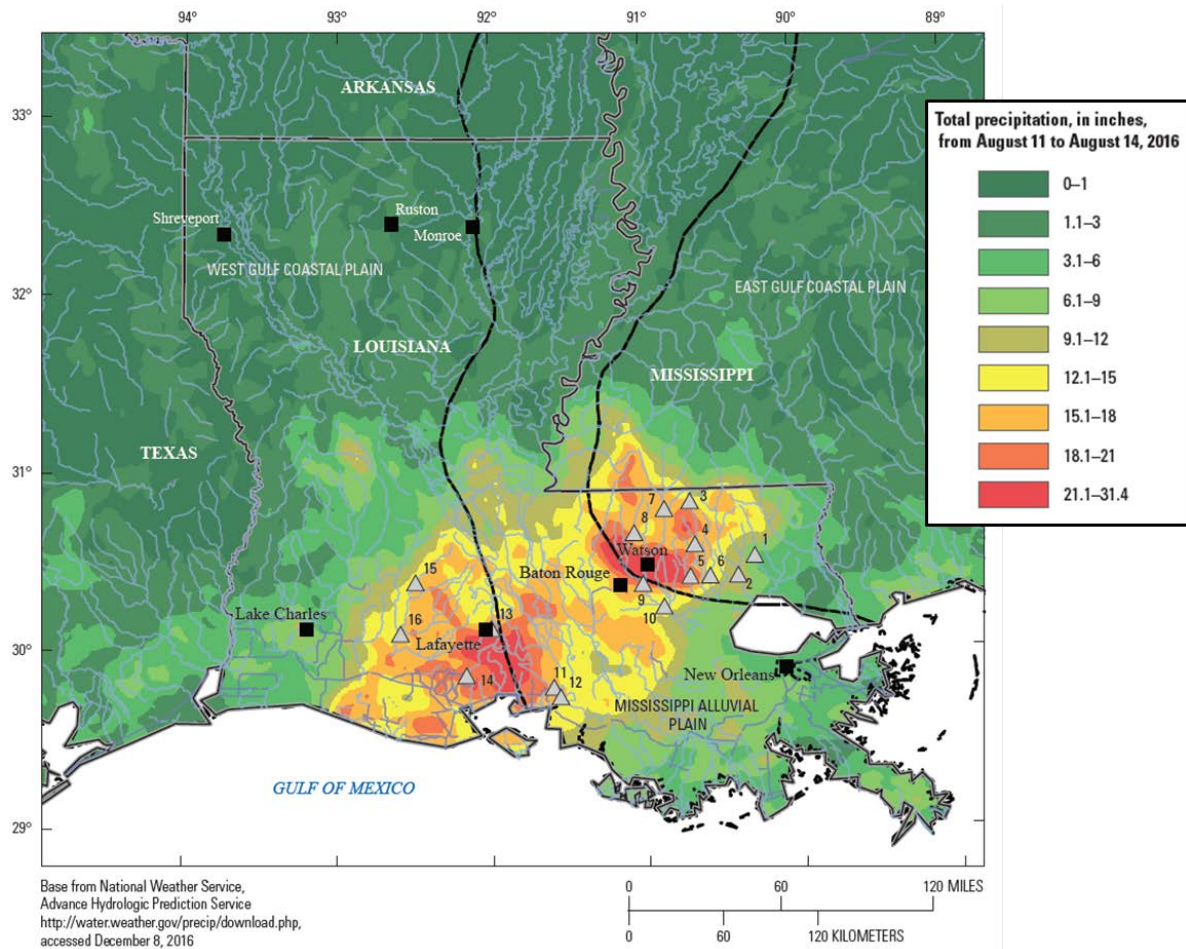 94°
93°
92°
91°
90°
89°
33°
32°
31°
30°
29°
ARKANSAS
Shreveport
Ruston
Monroe
WEST GULF COASTAL PLAIN
EAST GULF COASTAL PLAIN
LOUISIANA
MISSISSIPPI
TEXAS
7
3
8
4
1
Watson
5
6
2
Baton Rouge
9
15
10
Lake Charles
13
16
Lafayette
11
14
12
New Orleans
MISSISSIPPI ALLUVIAL
PLAIN
GULF OF MEXICO
Total precipitation, in inches,
from August 11 to August 14, 2016
0–1
1.1–3
3.1–6
6.1–9
9.1–12
12.1–15
15.1–18
18.1–21
21.1–31.4
Base from National Weather Service,
Advance Hydrologic Prediction Service
http://water.weather.gov/precip/download.php,
accessed December 8, 2016
0
60
120 MILES
0
60
120 KILOMETERS